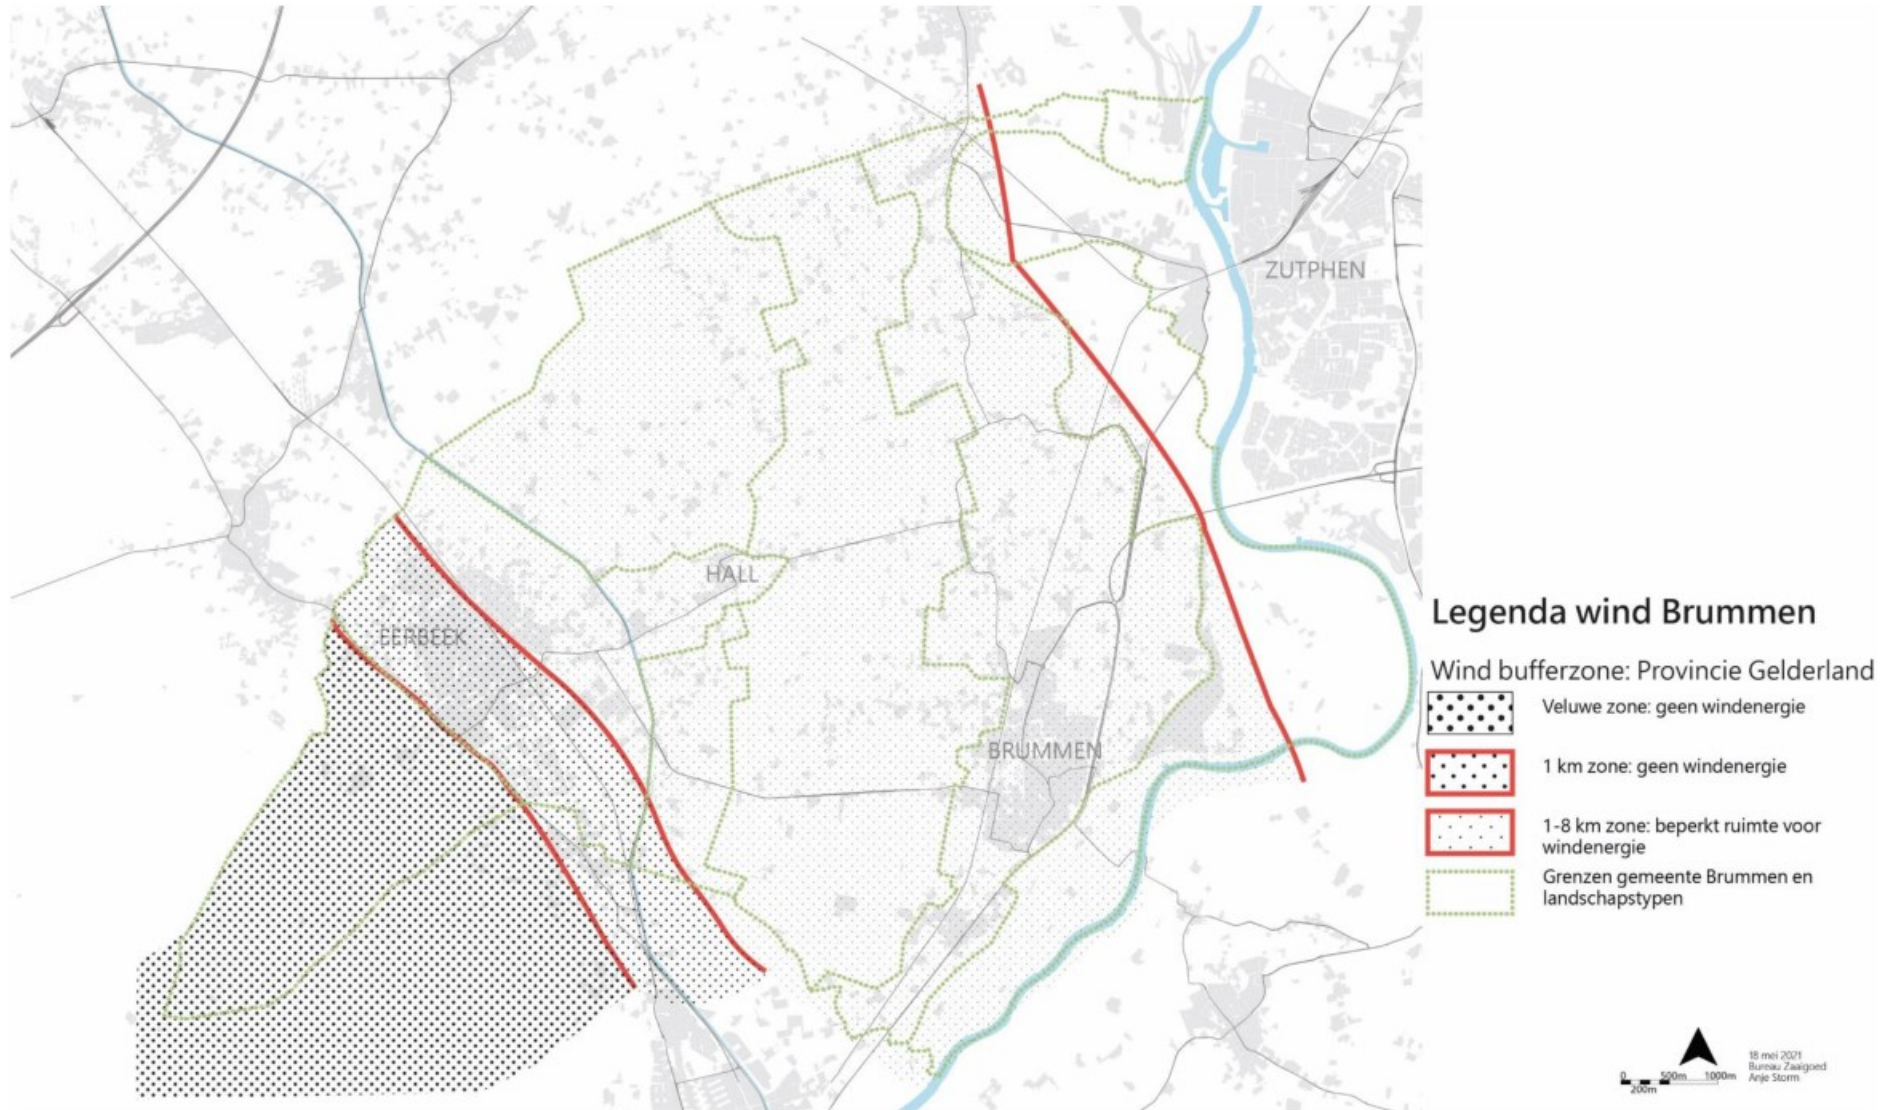 ZUTPHEN
HALL
EERBEEK
BRUMMEN
Legenda wind Brummen
Wind bufferzone: Provincie Gelderland
Veluwe zone: geen windenergie
1 km zone: geen windenergie
1-8 km zone: beperkt ruimte voor
windenergie
Grenzen gemeente Brummen en
landschapstypen
0 500m 1000m
200m
18 mei 2021
Bureau Zaaigoed
Anje Storm